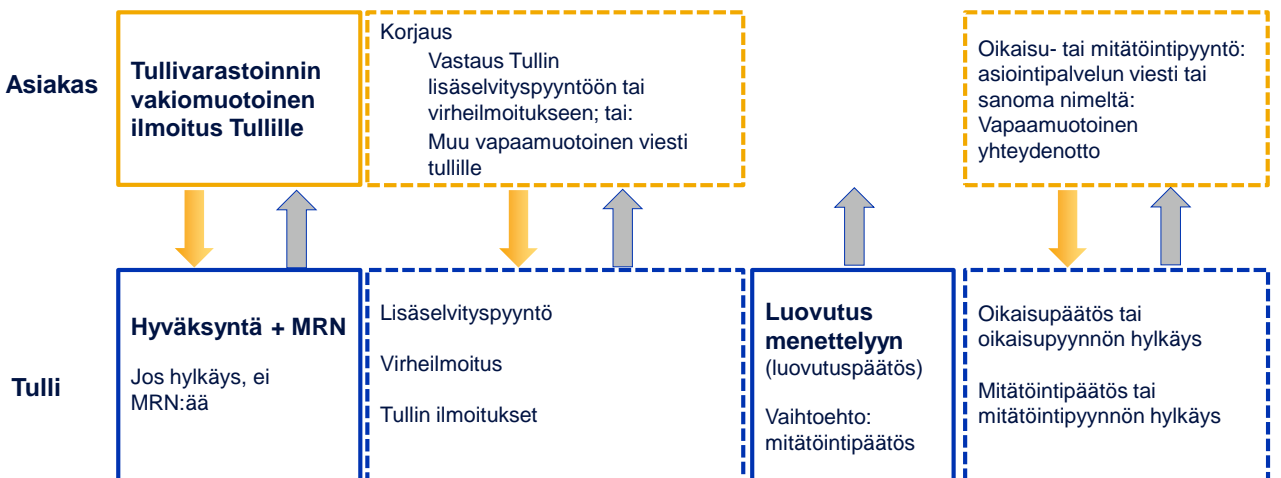 Asiakas
Tullivarastoinnin
vakiomuotoinen
ilmoitus Tullille
Korjaus
Vastaus Tullin
lisäselvityspyyntöön tai
virheilmoitukseen; tai:
Muu vapaamuotoinen viesti
tullille
Oikaisu- tai mitätöintipyyntö:
asiointipalvelun viesti tai
sanoma nimeltä:
Vapaamuotoinen
yhteydenotto
Tulli
Hyväksyntä + MRN
Jos hylkäys, ei
MRN:ää
Lisäselvityspyyntö
Virheilmoitus
Tullin ilmoitukset
Luovutus
menettelyyn
(luovutuspäätös)
Vaihtoehto:
mitätöintipäätös
Oikaisupäätös tai
oikaisupyynnön hylkäys
Mitätöintipäätös tai
mitätöintipyynnön hylkäys